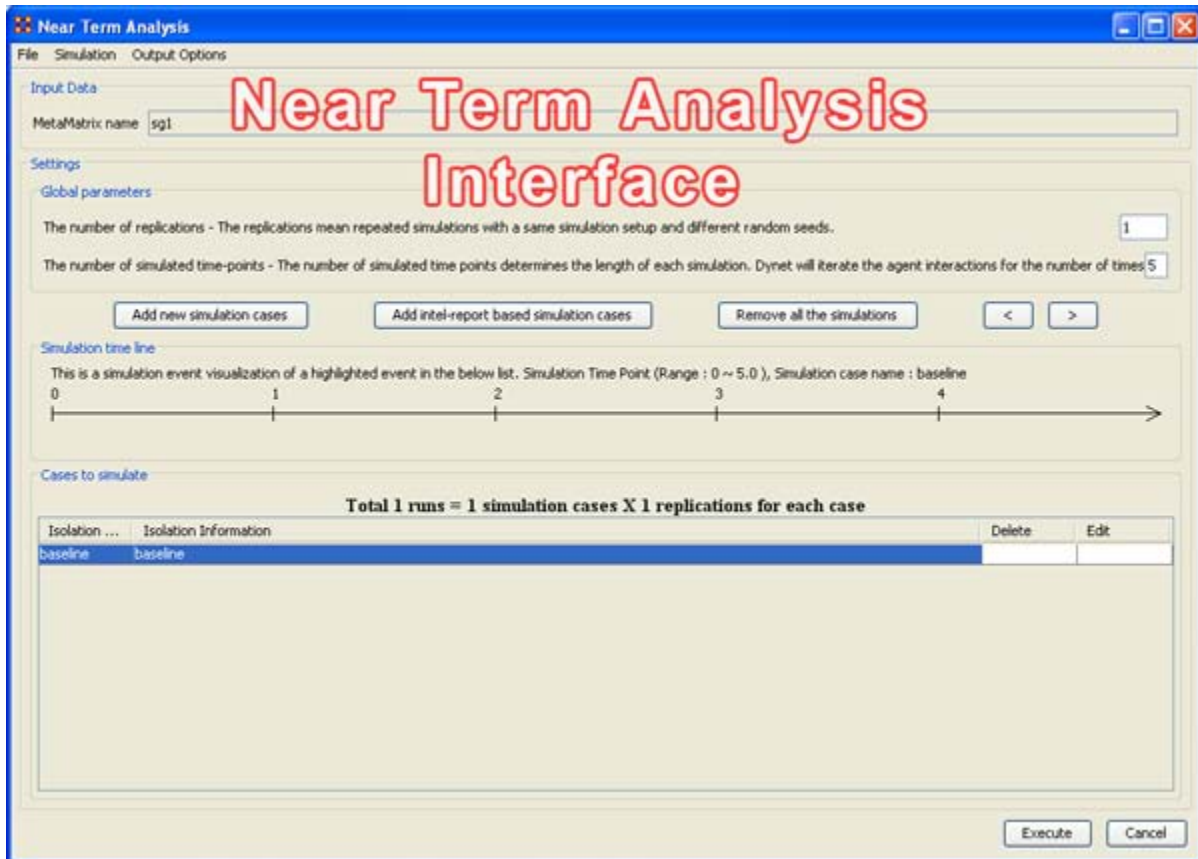 Near Term Analysis
File Simulation Output Options
Near Term Analysis
Interface
Input Data
MetaMatrix name sg1
Settings
Global parameters
The number of replications - The replications mean repeated simulations with a same simulation setup and different random seeds. 1
The number of simulated time-points - The number of simulated time points determines the length of each simulation. Dynet will iterate the agent interactions for the number of times 5
Add new simulation cases Add intel-report based simulation cases Remove all the simulations < >
Simulation time line
This is a simulation event visualization of a highlighted event in the below list. Simulation Time Point (Range : 0 ~ 5.0 ), Simulation case name : baseline
0 1 2 3 4
Cases to simulate
Total 1 runs = 1 simulation cases X 1 replications for each case
Isolation ... Isolation Information Delete Edit
baseline baseline
Execute Cancel